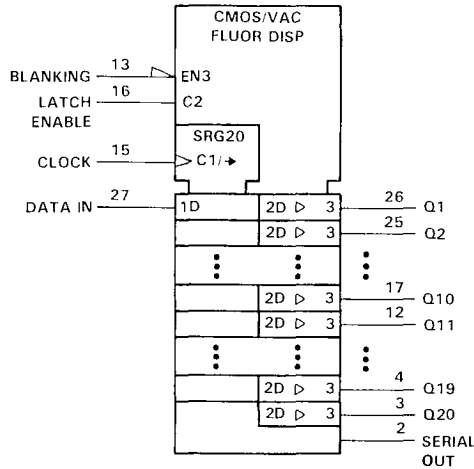 CMOS/VAC
FLUOR DISP
BLANKING 13 EN3
LATCH
ENABLE 16 C2
SRG20
CLOCK 15 C1/→
DATA IN 27 1D 2D ▷ 3 26 Q1
2D ▷ 3 25 Q2
2D ▷ 3 17 Q10
2D ▷ 3 12 Q11
2D ▷ 3 4 Q19
2D ▷ 3 3 Q20
2 SERIAL
OUT